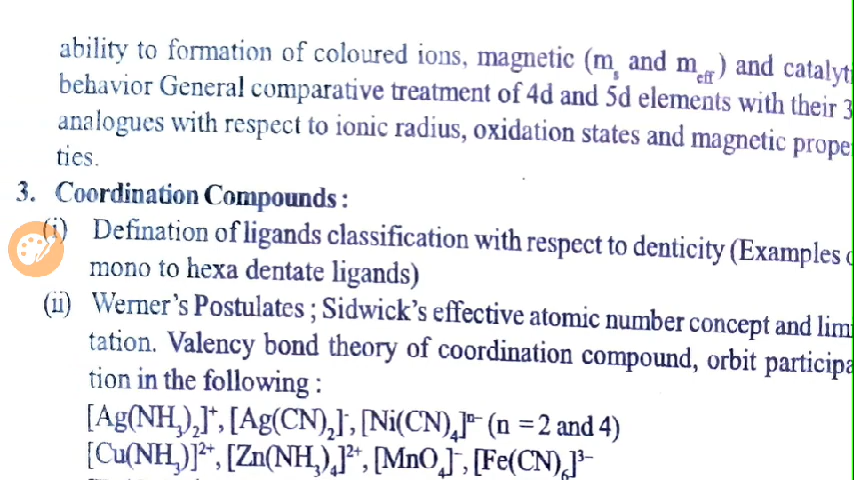 ability to formation of coloured ions, magnetic (m_s and m_eff) and catalyt
behavior General comparative treatment of 4d and 5d elements with their 3
analogues with respect to ionic radius, oxidation states and magnetic prope
ties.
3. Coordination Compounds :
(i) Defination of ligands classification with respect to denticity (Examples o
mono to hexa dentate ligands)
(ii) Werner's Postulates ; Sidwick's effective atomic number concept and limi
tation. Valency bond theory of coordination compound, orbit participa
tion in the following :
[Ag(NH₃)₂]⁺, [Ag(CN)₂]⁻, [Ni(CN)₄]ⁿ⁻ (n = 2 and 4)
[Cu(NH₃)]²⁺, [Zn(NH₃)₄]²⁺, [MnO₄]⁻, [Fe(CN)₆]³⁻